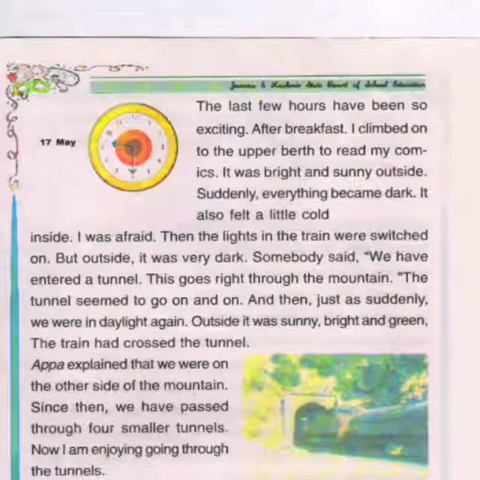 Jammu & Kashmir State Board of School Education
17 May
The last few hours have been so
exciting. After breakfast. I climbed on
to the upper berth to read my com-
ics. It was bright and sunny outside.
Suddenly, everything became dark. It
also felt a little cold
inside. I was afraid. Then the lights in the train were switched
on. But outside, it was very dark. Somebody said, "We have
entered a tunnel. This goes right through the mountain. "The
tunnel seemed to go on and on. And then, just as suddenly,
we were in daylight again. Outside it was sunny, bright and green,
The train had crossed the tunnel.
Appa explained that we were on
the other side of the mountain.
Since then, we have passed
through four smaller tunnels.
Now I am enjoying going through
the tunnels.